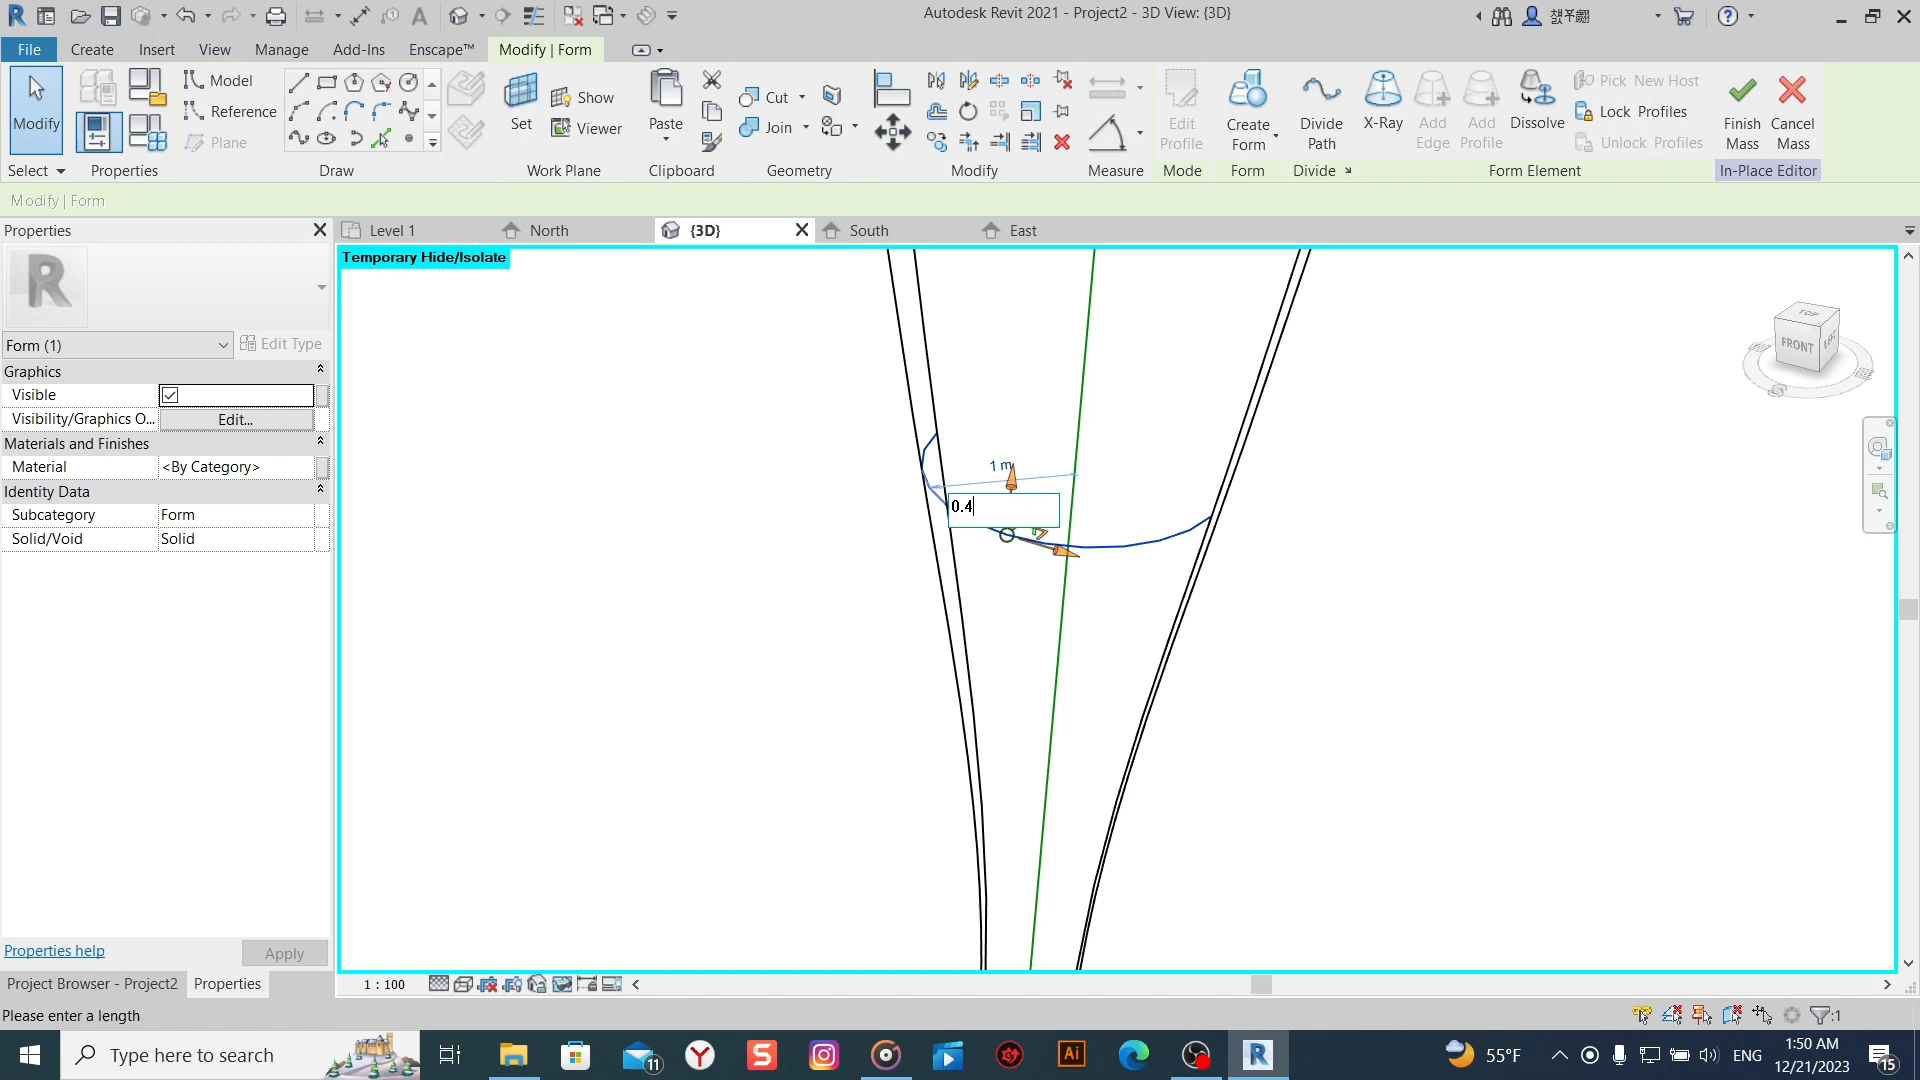 Autodesk Revit 2021 - Project2 - 3D View: {3D}
File Create Insert View Manage Add-Ins Enscape™ Modify | Form
Modify
Select
Properties
Model
Reference
Plane
Draw
Set
Show
Viewer
Work Plane
Paste
Clipboard
Cut
Join
Geometry
Modify
Measure
Edit
Profile
Mode
Create
Form
Form
Divide
Path
Divide
X-Ray
Add
Edge
Add
Profile
Dissolve
Pick New Host
Lock Profiles
Unlock Profiles
Form Element
Finish
Mass
Cancel
Mass
In-Place Editor
Modify | Form
Properties
Level 1 North {3D} South East
Temporary Hide/Isolate
Form (1) Edit Type
Graphics
Visible
Visibility/Graphics O... Edit...
Materials and Finishes
Material <By Category>
Identity Data
Subcategory Form
Solid/Void Solid
1 m
0.4
TOP
FRONT
LEFT
Properties help Apply
Project Browser - Project2 Properties
1 : 100
Please enter a length
:1
Type here to search
11
Ai
55°F
ENG
1:50 AM
12/21/2023
15